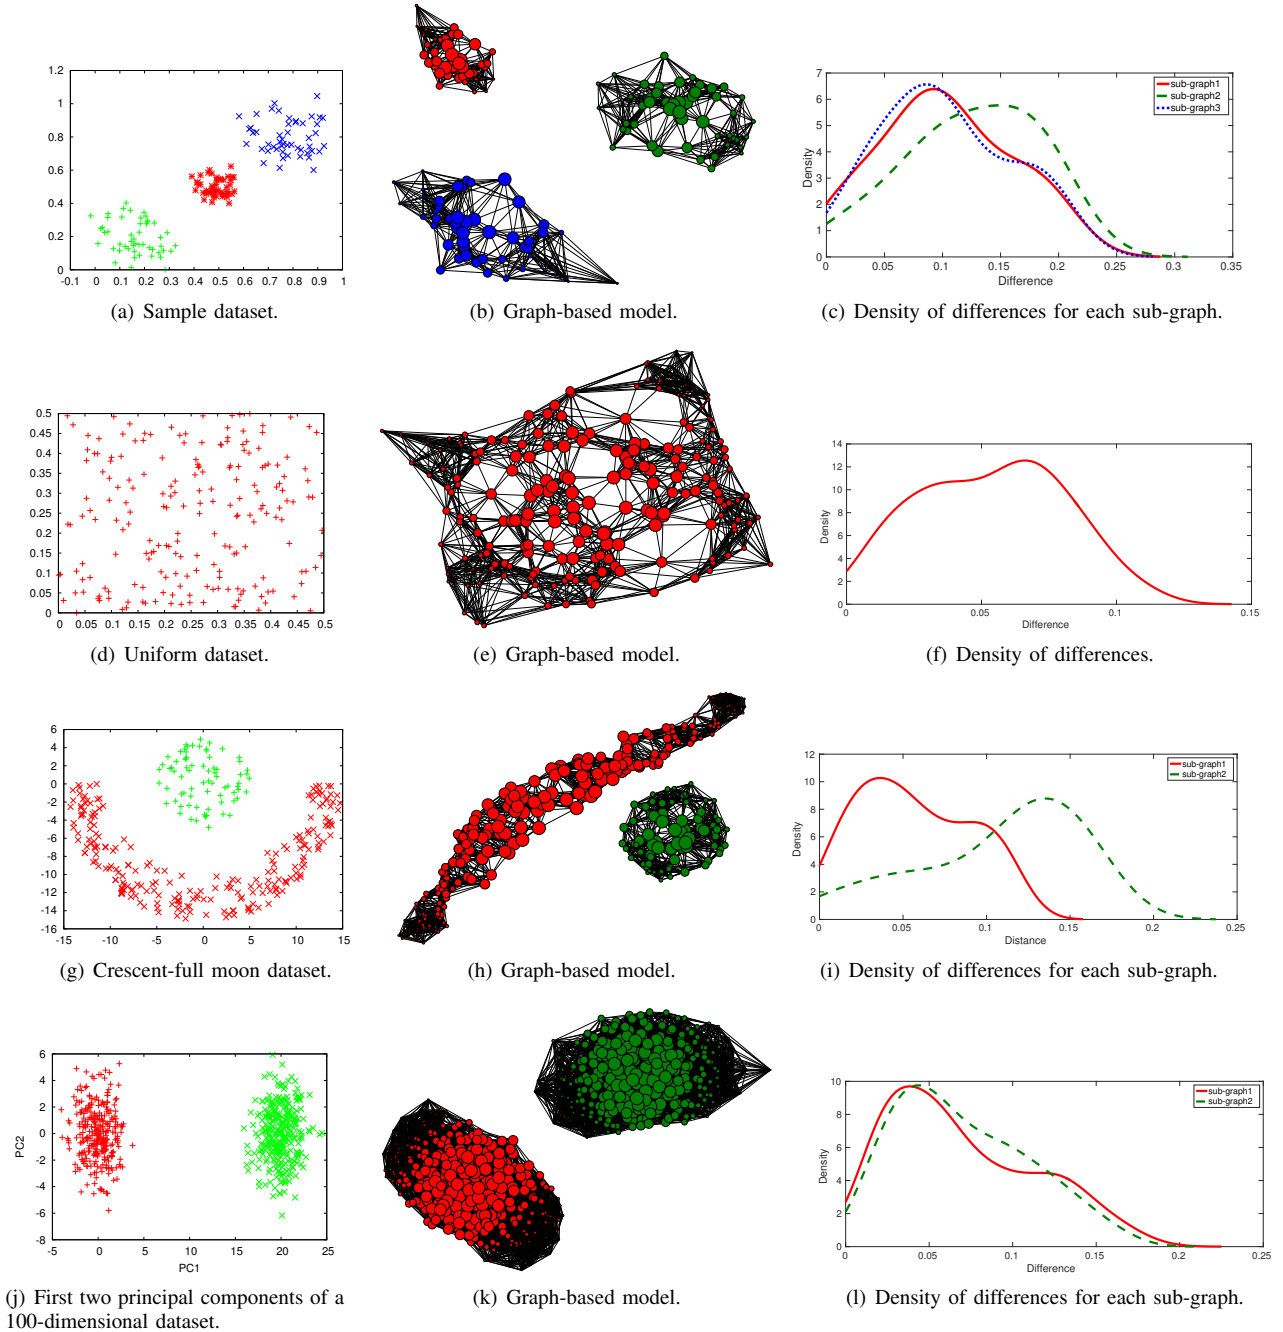 1.2
1
0.8
0.6
0.4
0.2
0
-0.1 0 0.1 0.2 0.3 0.4 0.5 0.6 0.7 0.8 0.9 1
(a) Sample dataset.
(b) Graph-based model.
7
6
5
4
3
2
1
0
Density
sub-graph1
sub-graph2
sub-graph3
0 0.05 0.1 0.15 0.2 0.25 0.3 0.35
Difference
(c) Density of differences for each sub-graph.
0.5
0.45
0.4
0.35
0.3
0.25
0.2
0.15
0.1
0.05
0
0 0.05 0.1 0.15 0.2 0.25 0.3 0.35 0.4 0.45 0.5
(d) Uniform dataset.
(e) Graph-based model.
14
12
10
8
6
4
2
0
Density
0 0.05 0.1 0.15
Difference
(f) Density of differences.
6
4
2
0
-2
-4
-6
-8
-10
-12
-14
-16
-15 -10 -5 0 5 10 15
(g) Crescent-full moon dataset.
(h) Graph-based model.
12
10
8
6
4
2
0
Density
sub-graph1
sub-graph2
0 0.05 0.1 0.15 0.2 0.25
Distance
(i) Density of differences for each sub-graph.
6
4
2
0
-2
-4
-6
-8
PC2
-5 0 5 10 15 20 25
PC1
(j) First two principal components of a
100-dimensional dataset.
(k) Graph-based model.
10
8
6
4
2
0
Density
sub-graph1
sub-graph2
0 0.05 0.1 0.15 0.2 0.25
Difference
(l) Density of differences for each sub-graph.